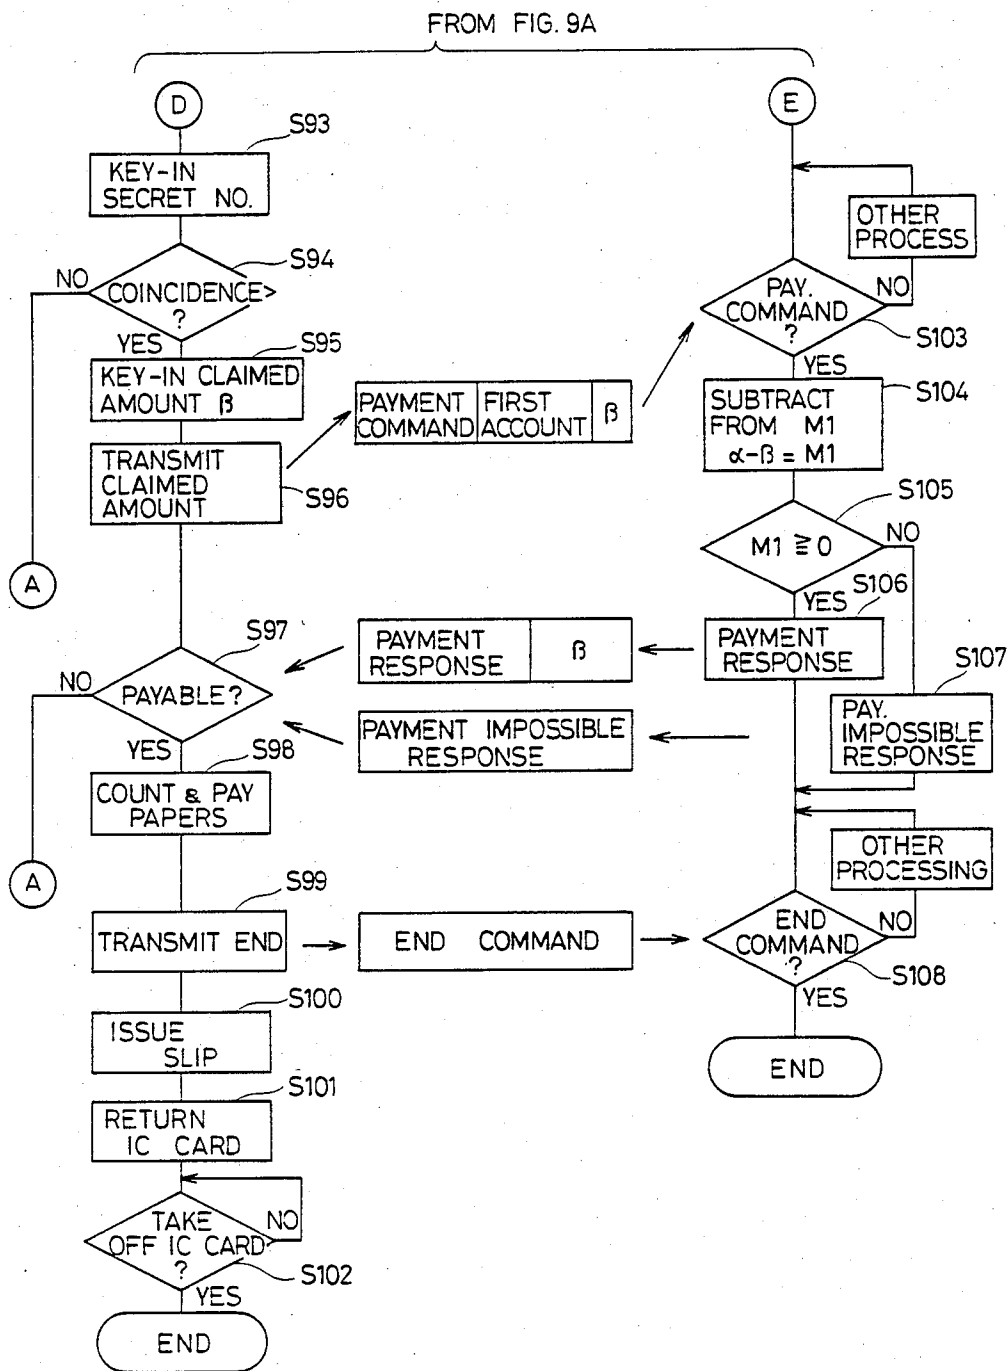 FROM FIG. 9A
D
E
S93
KEY-IN
SECRET NO.
OTHER
PROCESS
S94
NO
COINCIDENCE
?
YES
PAY.
COMMAND
?
NO
S103
YES
S95
KEY-IN CLAIMED
AMOUNT β
PAYMENT
COMMAND
FIRST
ACCOUNT
β
S104
SUBTRACT
FROM M1
α-β = M1
TRANSMIT
CLAIMED
AMOUNT
S96
S105
M1 ≧ 0
NO
YES
A
S106
S97
PAYMENT
RESPONSE
β
PAYMENT
RESPONSE
S107
NO
PAYABLE?
YES
PAYMENT IMPOSSIBLE
RESPONSE
PAY.
IMPOSSIBLE
RESPONSE
S98
COUNT & PAY
PAPERS
A
OTHER
PROCESSING
S99
TRANSMIT END
END COMMAND
END
COMMAND
?
NO
S108
YES
S100
ISSUE
SLIP
END
S101
RETURN
IC CARD
TAKE
OFF IC CARD
?
NO
S102
YES
END